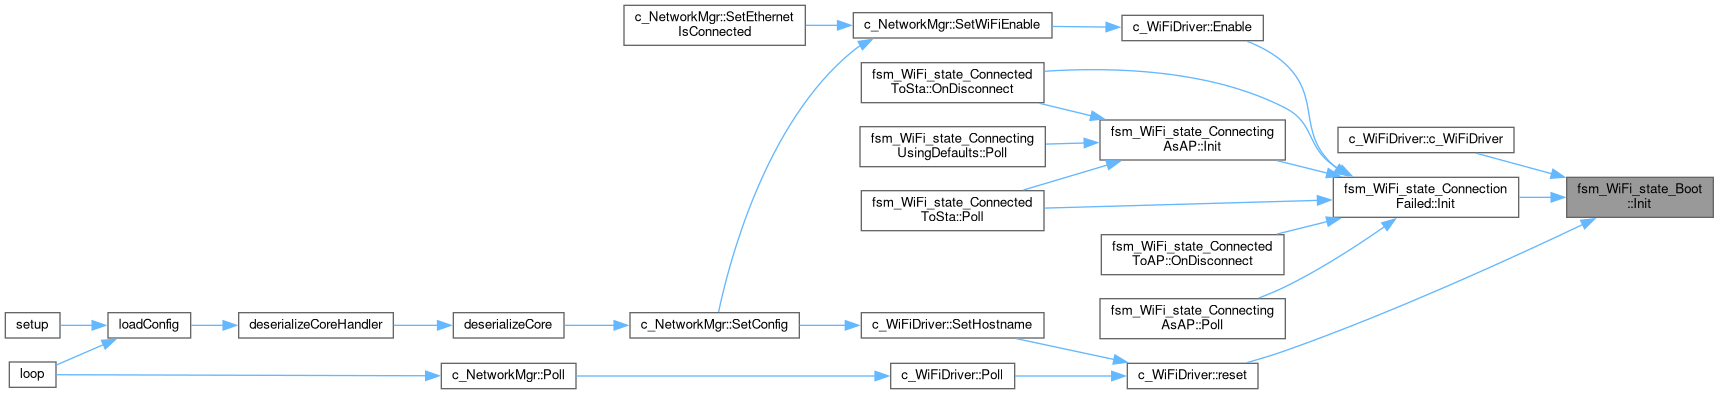 c_NetworkMgr::SetEthernet
IsConnected
c_NetworkMgr::SetWiFiEnable
c_WiFiDriver::Enable
fsm_WiFi_state_Connected
ToSta::OnDisconnect
fsm_WiFi_state_Connecting
UsingDefaults::Poll
fsm_WiFi_state_Connecting
AsAP::Init
c_WiFiDriver::c_WiFiDriver
fsm_WiFi_state_Connected
ToSta::Poll
fsm_WiFi_state_Connection
Failed::Init
fsm_WiFi_state_Boot
::Init
fsm_WiFi_state_Connected
ToAP::OnDisconnect
fsm_WiFi_state_Connecting
AsAP::Poll
setup
loadConfig
deserializeCoreHandler
deserializeCore
c_NetworkMgr::SetConfig
c_WiFiDriver::SetHostname
loop
c_NetworkMgr::Poll
c_WiFiDriver::Poll
c_WiFiDriver::reset